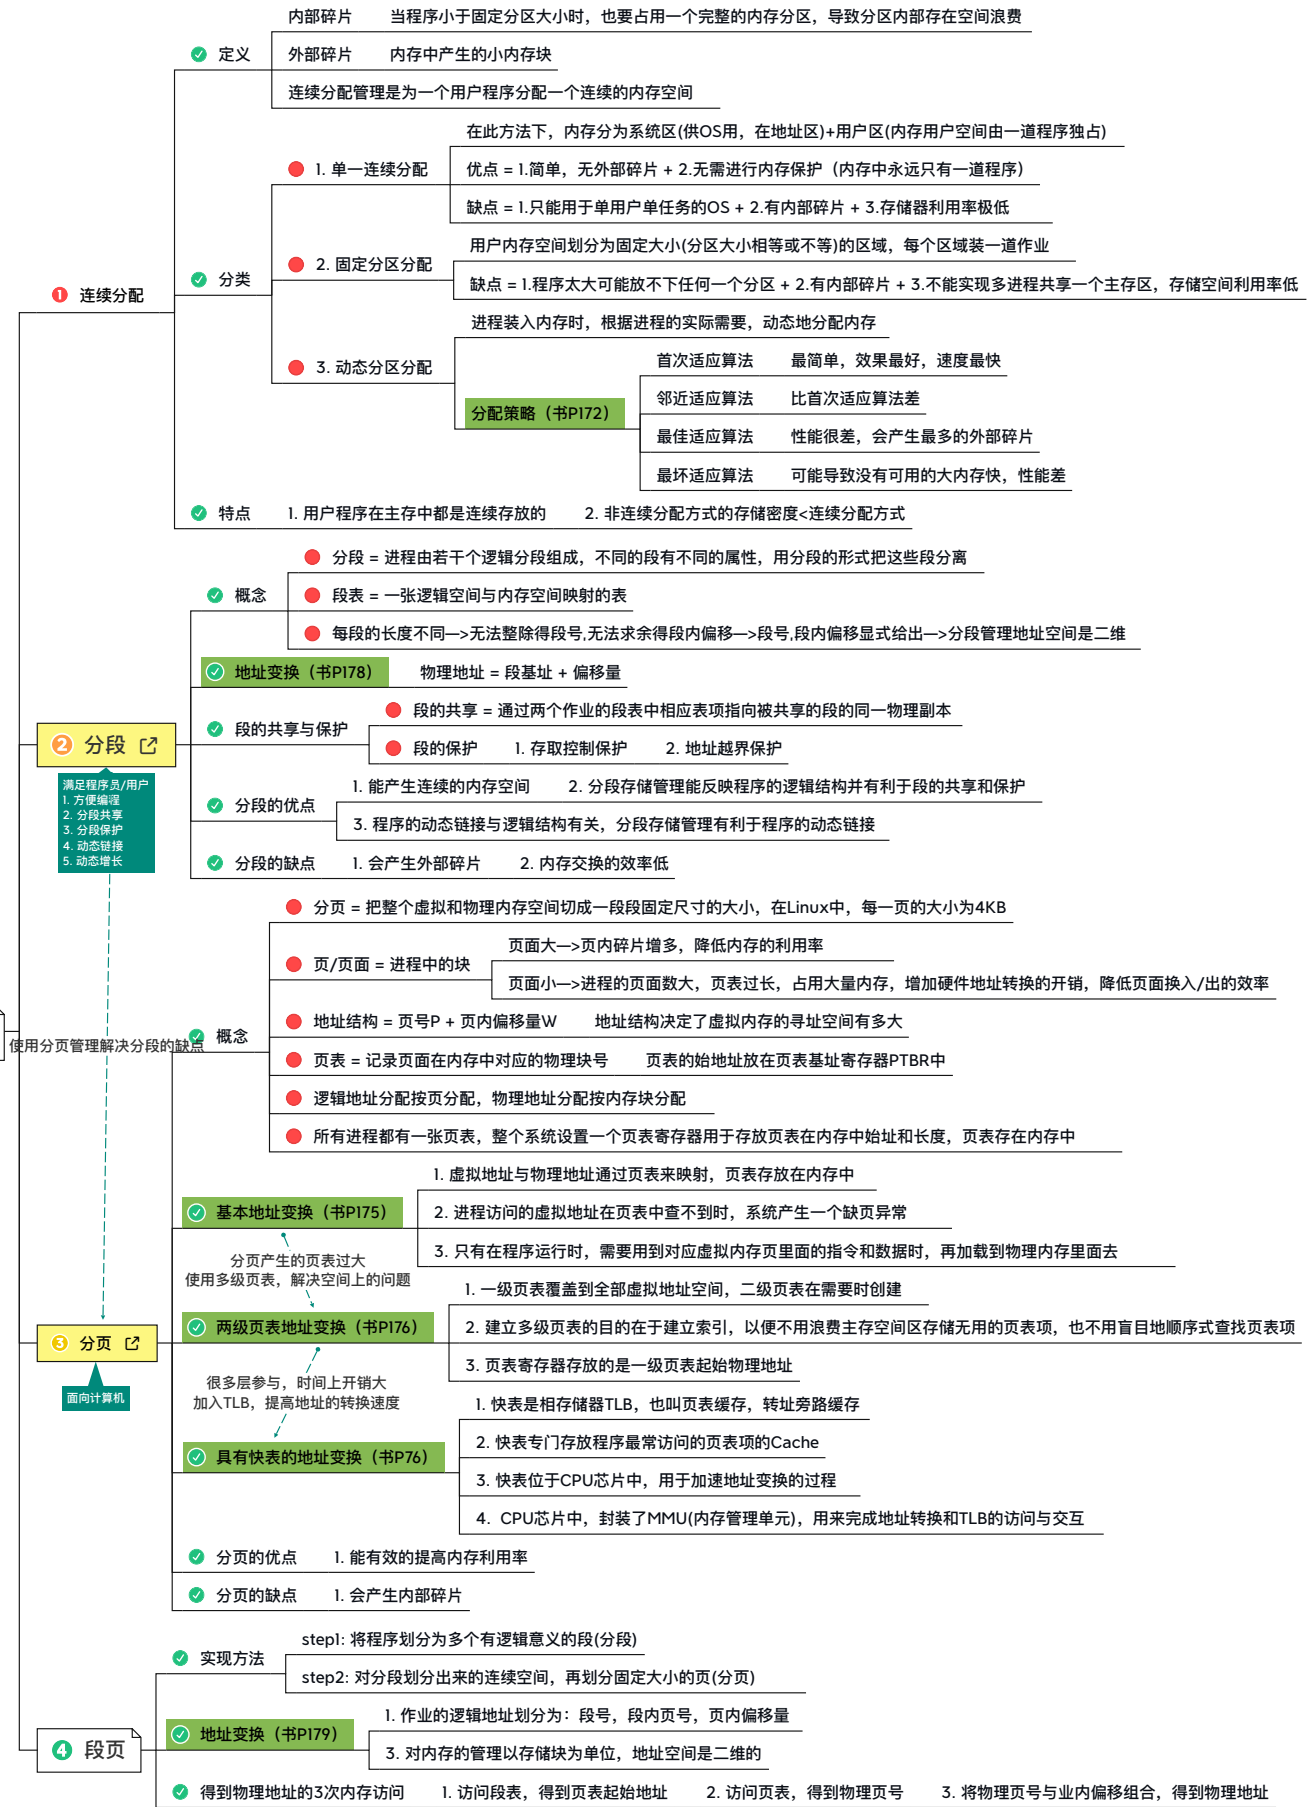 内部碎片 当程序小于固定分区大小时，也要占用一个完整的内存分区，导致分区内部存在空间浪费
定义 外部碎片 内存中产生的小内存块
连续分配管理是为一个用户程序分配一个连续的内存空间
在此方法下，内存分为系统区(供OS用，在地址区)+用户区(内存用户空间由一道程序独占)
1. 单一连续分配 优点 = 1.简单，无外部碎片 + 2.无需进行内存保护（内存中永远只有一道程序）
缺点 = 1.只能用于单用户单任务的OS + 2.有内部碎片 + 3.存储器利用率极低
用户内存空间划分为固定大小(分区大小相等或不等)的区域，每个区域装一道作业
2. 固定分区分配
分类
缺点 = 1.程序太大可能放不下任何一个分区 + 2.有内部碎片 + 3.不能实现多进程共享一个主存区，存储空间利用率低
1 连续分配
进程装入内存时，根据进程的实际需要，动态地分配内存
3. 动态分区分配
首次适应算法 最简单，效果最好，速度最快
邻近适应算法 比首次适应算法差
分配策略（书P172）
最佳适应算法 性能很差，会产生最多的外部碎片
最坏适应算法 可能导致没有可用的大内存快，性能差
特点 1. 用户程序在主存中都是连续存放的 2. 非连续分配方式的存储密度<连续分配方式
分段 = 进程由若干个逻辑分段组成，不同的段有不同的属性，用分段的形式把这些段分离
概念 段表 = 一张逻辑空间与内存空间映射的表
每段的长度不同—>无法整除得段号,无法求余得段内偏移—>段号,段内偏移显式给出—>分段管理地址空间是二维
地址变换（书P178） 物理地址 = 段基址 + 偏移量
段的共享 = 通过两个作业的段表中相应表项指向被共享的段的同一物理副本
段的共享与保护
2 分段
段的保护 1. 存取控制保护 2. 地址越界保护
满足程序员/用户
1. 方便编程
2. 分段共享
3. 分段保护
4. 动态链接
5. 动态增长
1. 能产生连续的内存空间 2. 分段存储管理能反映程序的逻辑结构并有利于段的共享和保护
分段的优点
3. 程序的动态链接与逻辑结构有关，分段存储管理有利于程序的动态链接
分段的缺点 1. 会产生外部碎片 2. 内存交换的效率低
分页 = 把整个虚拟和物理内存空间切成一段段固定尺寸的大小，在Linux中，每一页的大小为4KB
页面大—>页内碎片增多，降低内存的利用率
页/页面 = 进程中的块
页面小—>进程的页面数大，页表过长，占用大量内存，增加硬件地址转换的开销，降低页面换入/出的效率
地址结构 = 页号P + 页内偏移量W 地址结构决定了虚拟内存的寻址空间有多大
概念
使用分页管理解决分段的缺点
页表 = 记录页面在内存中对应的物理块号 页表的始地址放在页表基址寄存器PTBR中
逻辑地址分配按页分配，物理地址分配按内存块分配
所有进程都有一张页表，整个系统设置一个页表寄存器用于存放页表在内存中始址和长度，页表存在内存中
1. 虚拟地址与物理地址通过页表来映射，页表存放在内存中
基本地址变换（书P175） 2. 进程访问的虚拟地址在页表中查不到时，系统产生一个缺页异常
3. 只有在程序运行时，需要用到对应虚拟内存页里面的指令和数据时，再加载到物理内存里面去
分页产生的页表过大
使用多级页表，解决空间上的问题
1. 一级页表覆盖到全部虚拟地址空间，二级页表在需要时创建
两级页表地址变换（书P176） 2. 建立多级页表的目的在于建立索引，以便不用浪费主存空间区存储无用的页表项，也不用盲目地顺序式查找页表项
3 分页
3. 页表寄存器存放的是一级页表起始物理地址
面向计算机
很多层参与，时间上开销大
加入TLB，提高地址的转换速度
1. 快表是相存储器TLB，也叫页表缓存，转址旁路缓存
2. 快表专门存放程序最常访问的页表项的Cache
具有快表的地址变换（书P76）
3. 快表位于CPU芯片中，用于加速地址变换的过程
4. CPU芯片中，封装了MMU(内存管理单元)，用来完成地址转换和TLB的访问与交互
分页的优点 1. 能有效的提高内存利用率
分页的缺点 1. 会产生内部碎片
step1: 将程序划分为多个有逻辑意义的段(分段)
实现方法
step2: 对分段划分出来的连续空间，再划分固定大小的页(分页)
1. 作业的逻辑地址划分为：段号，段内页号，页内偏移量
地址变换（书P179）
4 段页
3. 对内存的管理以存储块为单位，地址空间是二维的
得到物理地址的3次内存访问 1. 访问段表，得到页表起始地址 2. 访问页表，得到物理页号 3. 将物理页号与业内偏移组合，得到物理地址